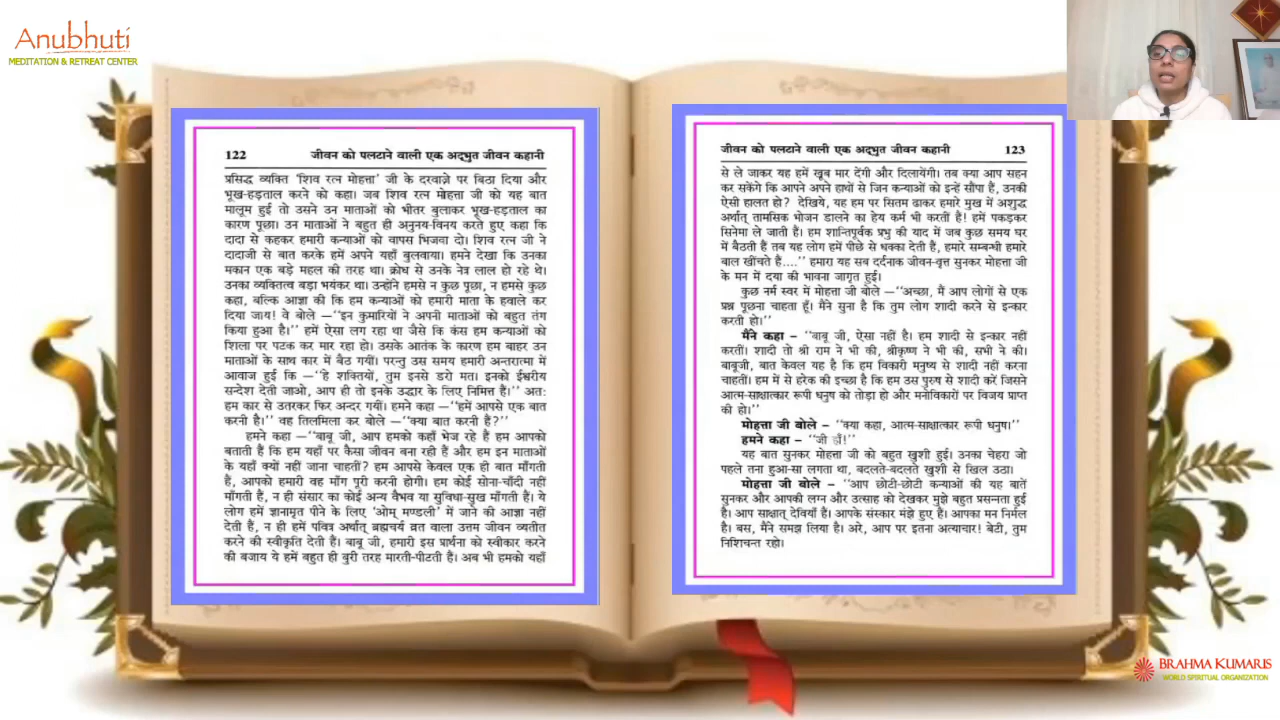 Anubhuti
MEDITATION & RETREAT CENTER
122 जीवन को पलटाने वाली एक अद्भुत जीवन कहानी
प्रसिद्ध व्यक्ति 'शिव रत्न मोहत्ता' जी के दरवाज़े पर बिठा दिया और
भूख-हड़ताल करने को कहा। जब शिव रत्न मोहत्ता जी को यह बात
मालूम हुई तो उसने उन माताओं को भीतर बुलाकर भूख-हड़ताल का
कारण पूछा। उन माताओं ने बहुत ही अनुनय-विनय करते हुए कहा कि
दादा से कहकर हमारी कन्याओं को वापस भिजवा दो। शिव रत्न जी ने
दादाजी से बात करके हमें अपने यहाँ बुलवाया। हमने देखा कि उनका
मकान एक बड़े महल की तरह था। क्रोध से उनके नेत्र लाल हो रहे थे।
उनका व्यक्तित्व बड़ा भयंकर था। उन्होंने हमसे न कुछ पूछा, न हमसे कुछ
कहा, बल्कि आज्ञा की कि हम कन्याओं को हमारी माता के हवाले कर
दिया जाय! वे बोले —“इन कुमारियों ने अपनी माताओं को बहुत तंग
किया हुआ है।'' हमें ऐसा लग रहा था जैसे कि कंस हम कन्याओं को
शिला पर पटक कर मार रहा हो। उसके आतंक के कारण हम बाहर उन
माताओं के साथ कार में बैठ गयीं। परन्तु उस समय हमारी अन्तरात्मा में
आवाज हुई कि —“हे शक्तियों, तुम इनसे डरो मत। इनको ईश्वरीय
सन्देश देती जाओ, आप ही तो इनके उद्धार के लिए निमित्त हैं।'' अत:
हम कार से उतरकर फिर अन्दर गयीं। हमने कहा —“हमें आपसे एक बात
करनी है।'' वह तिलमिला कर बोले —“क्या बात करनी हैं?''
हमने कहा —“बाबू जी, आप हमको कहाँ भेज रहे हैं हम आपको
बताती हैं कि हम यहाँ पर कैसा जीवन बना रही हैं और हम इन माताओं
के यहाँ क्यों नहीं जाना चाहतीं? हम आपसे केवल एक ही बात माँगती
हैं, आपको हमारी वह माँग पुरी करनी होगी। हम कोई सोना-चाँदी नहीं
माँगती हैं, न ही संसार का कोई अन्य वैभव या सुविधा-सुख माँगती हैं। ये
लोग हमें ज्ञानामृत पीने के लिए 'ओम् मण्डली' में जाने की आज्ञा नहीं
देती हैं, न ही हमें पवित्र अर्थात् ब्रह्मचर्य व्रत वाला उत्तम जीवन व्यतीत
करने की स्वीकृति देती हैं। बाबू जी, हमारी इस प्रार्थना को स्वीकार करने
की बजाय ये हमें बहुत ही बुरी तरह मारती-पीटती हैं। अब भी हमको यहाँ
जीवन को पलटाने वाली एक अद्भुत जीवन कहानी 123
से ले जाकर यह हमें खूब मार देंगी और दिलायेंगी। तब क्या आप सहन
कर सकेंगे कि आपने अपने हाथों से जिन कन्याओं को इन्हें सौंपा हैं, उनकी
ऐसी हालत हो? देखिये, यह हम पर सितम ढाकर हमारे मुख में अशुद्ध
अर्थात् तामसिक भोजन डालने का हेय कर्म भी करतीं हैं! हमें पकड़कर
सिनेमा ले जाती हैं। हम शान्तिपूर्वक प्रभु की याद में जब कुछ समय घर
में बैठती हैं तब यह लोग हमें पीछे से धक्का देती हैं, हमारे सम्बन्धी हमारे
बाल खींचते हैं....'' हमारा यह सब दर्दनाक जीवन-वृत्त सुनकर मोहत्ता जी
के मन में दया की भावना जागृत हुई।
कुछ नर्म स्वर में मोहत्ता जी बोले —“अच्छा, मैं आप लोगों से एक
प्रश्न पूछना चाहता हूँ। मैंने सुना है कि तुम लोग शादी करने से इन्कार
करती हो।''
मैंने कहा – “बाबू जी, ऐसा नहीं है। हम शादी से इन्कार नहीं
करतीं। शादी तो श्री राम ने भी की, श्रीकृष्ण ने भी की, सभी ने की।
बाबूजी, बात केवल यह है कि हम विकारी मनुष्य से शादी नहीं करना
चाहतीं। हम में से हरेक की इच्छा है कि हम उस पुरुष से शादी करें जिसने
आत्म-साक्षात्कार रूपी धनुष को तोड़ा हो और मनोविकारों पर विजय प्राप्त
की हो।''
मोहत्ता जी बोले – “क्या कहा, आत्म-साक्षात्कार रूपी धनुष।''
हमने कहा – “जी हाँ!''
यह बात सुनकर मोहत्ता जी को बहुत खुशी हुई। उनका चेहरा जो
पहले तना हुआ-सा लगता था, बदलते-बदलते खुशी से खिल उठा।
मोहत्ता जी बोले – “आप छोटी-छोटी कन्याओं की यह बातें
सुनकर और आपकी लग्न और उत्साह को देखकर मुझे बहुत प्रसन्नता हुई
है। आप साक्षात् देवियाँ हैं। आपके संस्कार मंझे हुए हैं। आपका मन निर्मल
है। बस, मैंने समझ लिया है। अरे, आप पर इतना अत्याचार! बेटी, तुम
निशिचन्त रहो।
BRAHMA KUMARIS
WORLD SPIRITUAL ORGANIZATION